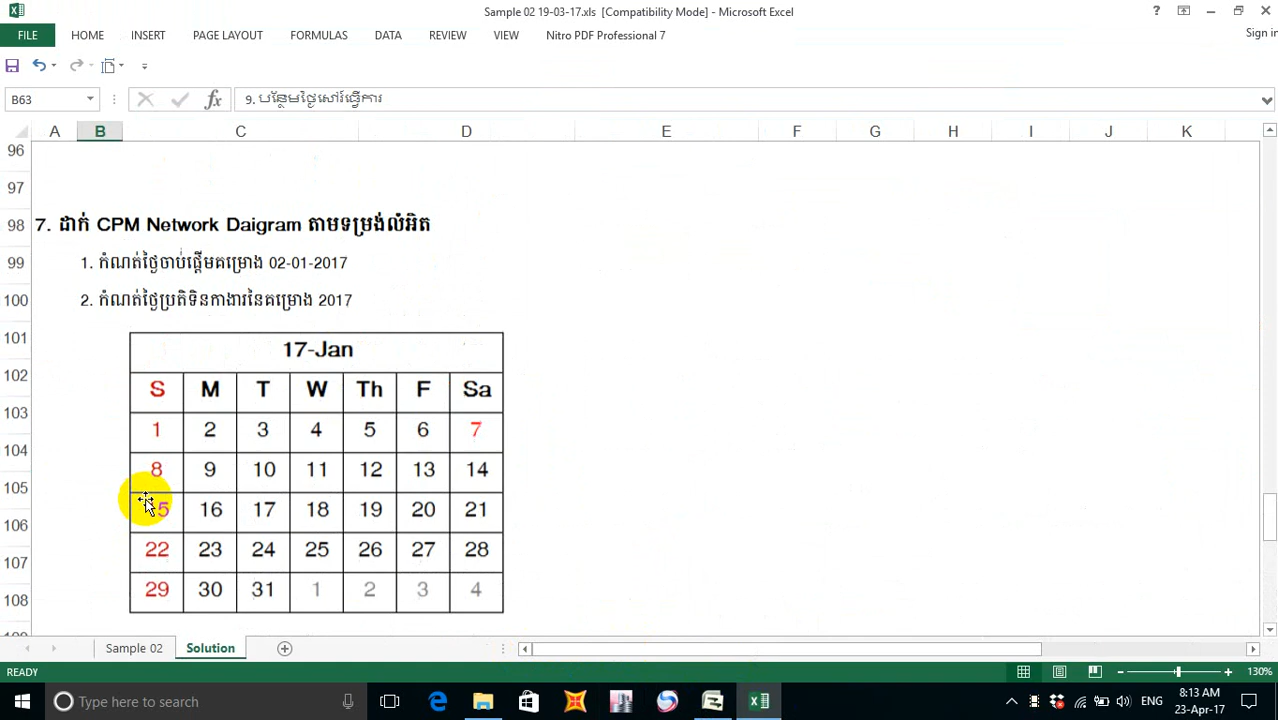 Sample 02 19-03-17.xls [Compatibility Mode] - Microsoft Excel
?
FILE HOME INSERT PAGE LAYOUT FORMULAS DATA REVIEW VIEW Nitro PDF Professional 7 Sign in
B63 fx 9. បន្ថែមថ្ងៃសៅរ៍ធ្វើការ
A B C D E F G H I J K
96
97
98 7. ដាក់ CPM Network Daigram តាមទម្រង់លំអិត
99 1. កំណត់ថ្ងៃចាប់ផ្តើមគម្រោង 02-01-2017
100 2. កំណត់ថ្ងៃប្រតិទិនកាងារនៃគម្រោង 2017
101 17-Jan
102 S M T W Th F Sa
103 1 2 3 4 5 6 7
104 8 9 10 11 12 13 14
105 15 16 17 18 19 20 21
106 22 23 24 25 26 27 28
107 29 30 31 1 2 3 4
108
Sample 02 Solution
READY 130%
Type here to search ENG 8:13 AM
23-Apr-17